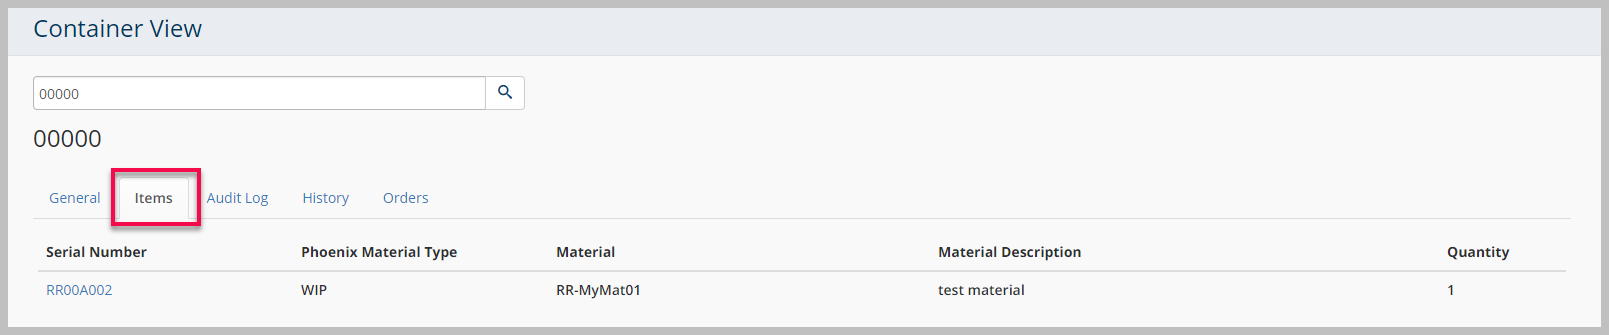 Container View
00000
00000
General Items Audit Log History Orders
Serial Number Phoenix Material Type Material Material Description Quantity
RR00A002 WIP RR-MyMat01 test material 1